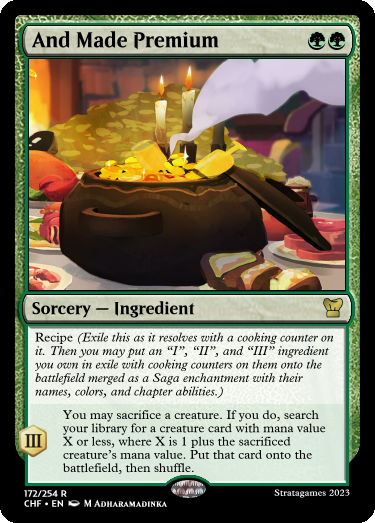 And Made Premium
Sorcery — Ingredient
Recipe (Exile this as it resolves with a cooking counter on
it. Then you may put an “I”, “II”, and “III” ingredient
you own in exile with cooking counters on them onto the
battlefield merged as a Saga enchantment with their
names, colors, and chapter abilities.)
III
You may sacrifice a creature. If you do, search
your library for a creature card with mana value
X or less, where X is 1 plus the sacrificed
creature’s mana value. Put that card onto the
battlefield, then shuffle.
172/254 R
Stratagames 2023
CHF • EN M Adharamadinka